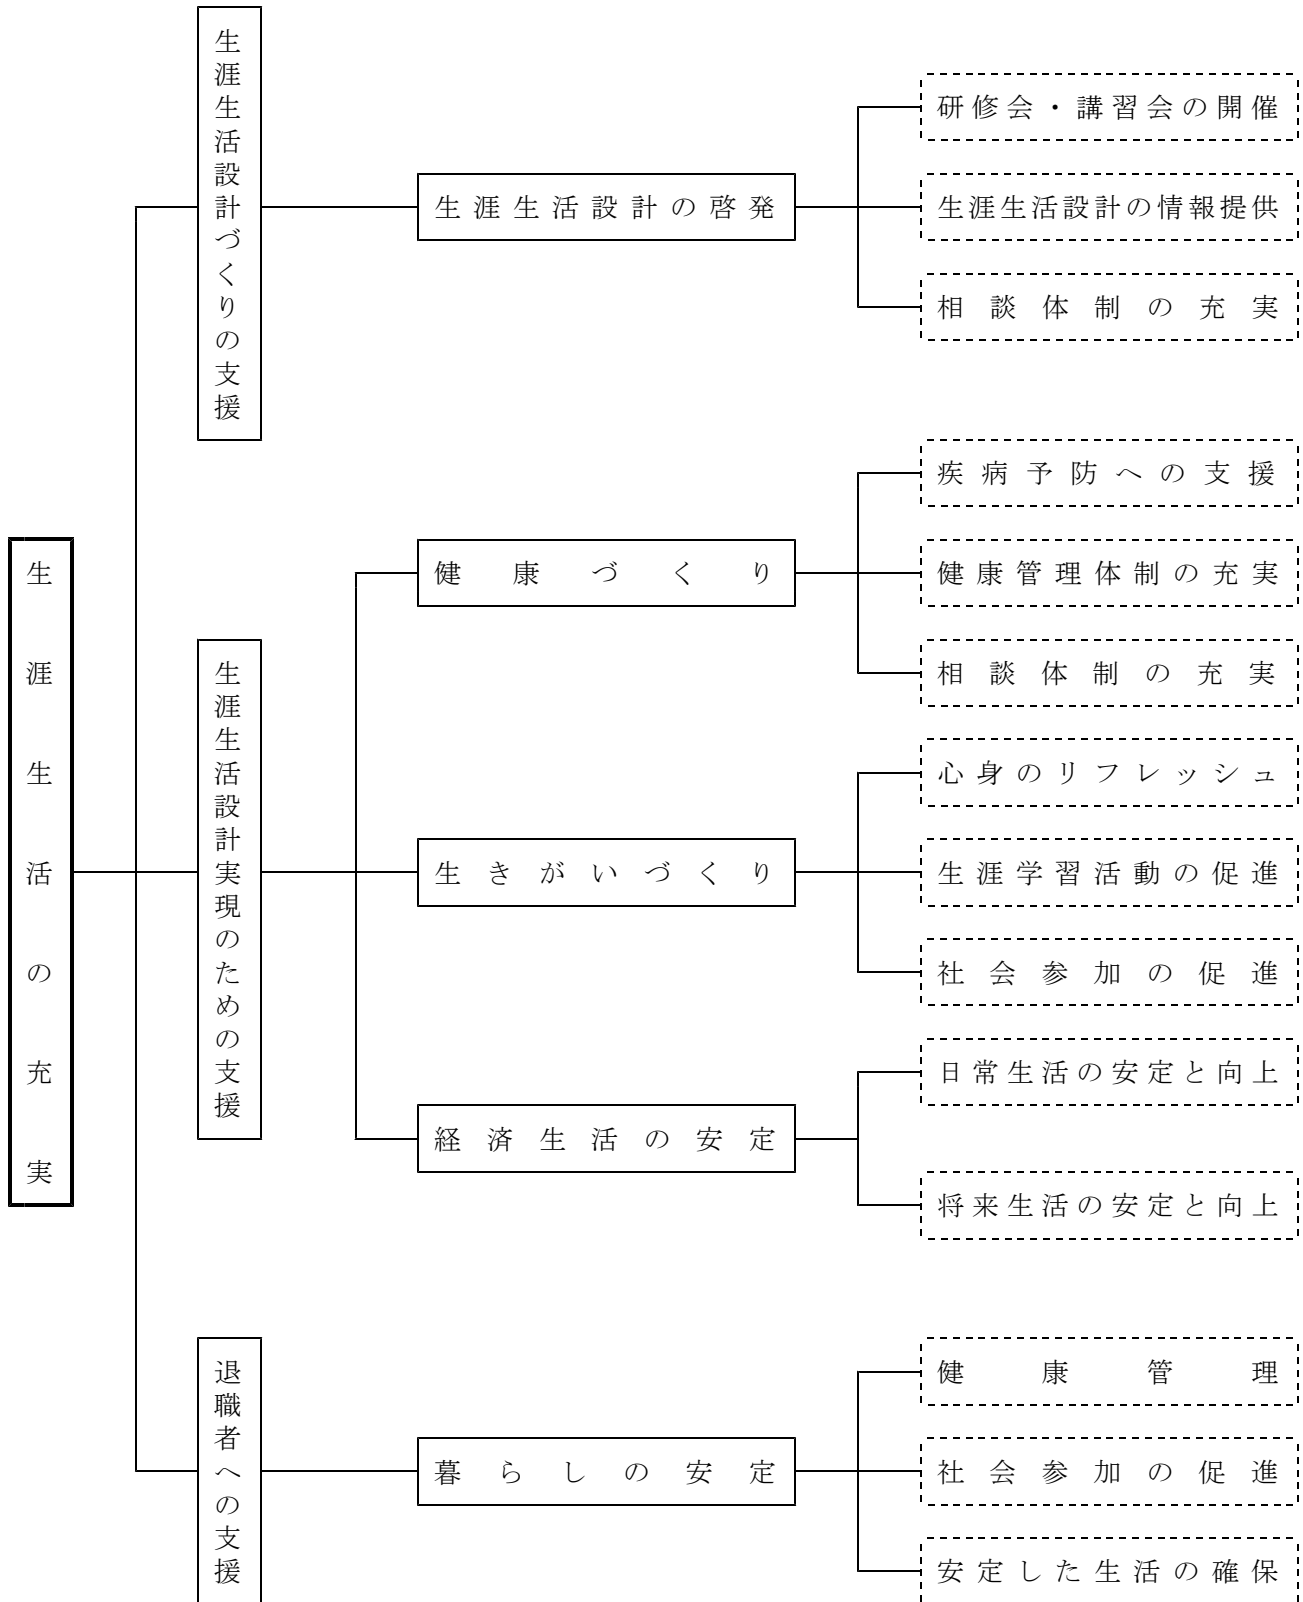 生涯生活の充実
生涯生活設計づくりの支援
生涯生活設計の啓発
研修会・講習会の開催
生涯生活設計の情報提供
相談体制の充実
生涯生活設計実現のための支援
健康づくり
疾病予防への支援
健康管理体制の充実
相談体制の充実
生きがいづくり
心身のリフレッシュ
生涯学習活動の促進
社会参加の促進
経済生活の安定
日常生活の安定と向上
将来生活の安定と向上
退職者への支援
暮らしの安定
健康管理
社会参加の促進
安定した生活の確保